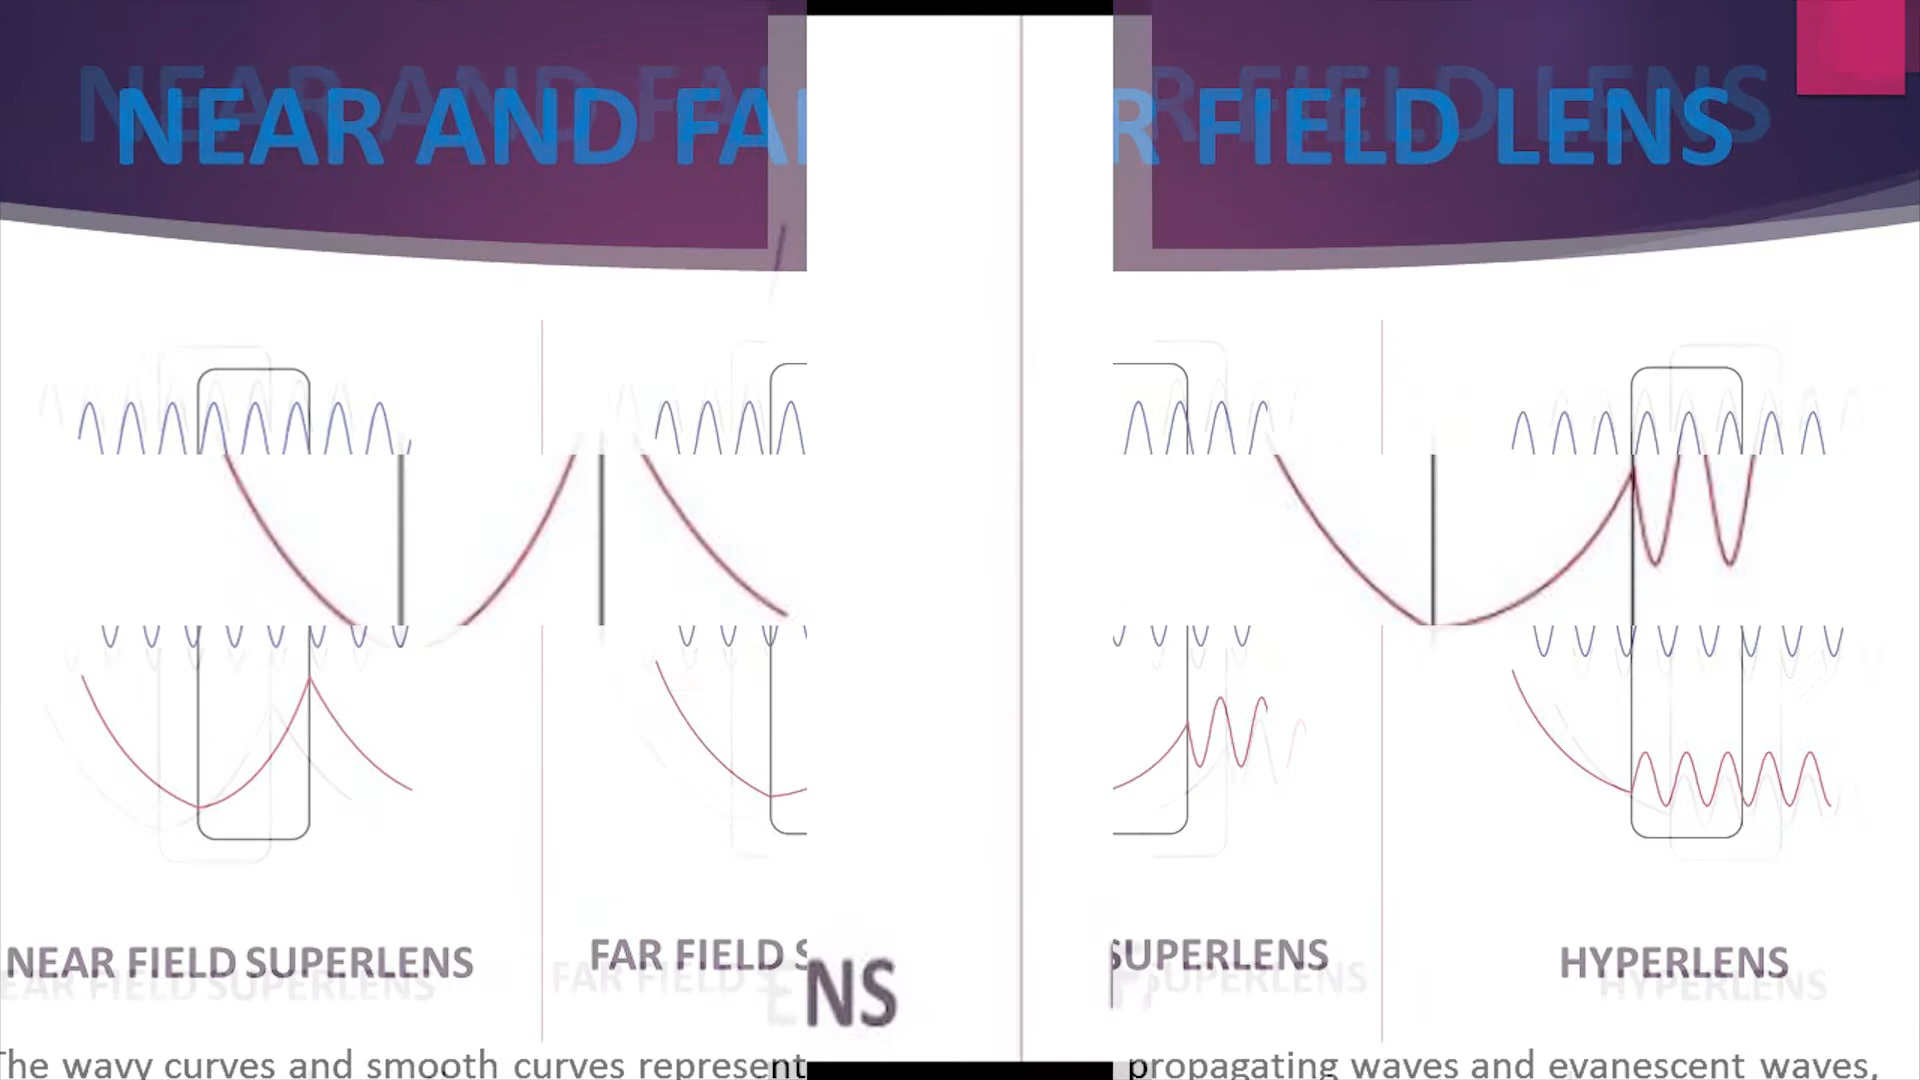 NEAR AND FAR FIELD LENS
NEAR FIELD SUPERLENS
FAR FIELD SUPERLENS
HYPERLENS
NS
The wavy curves and smooth curves represent propagating waves and evanescent waves,